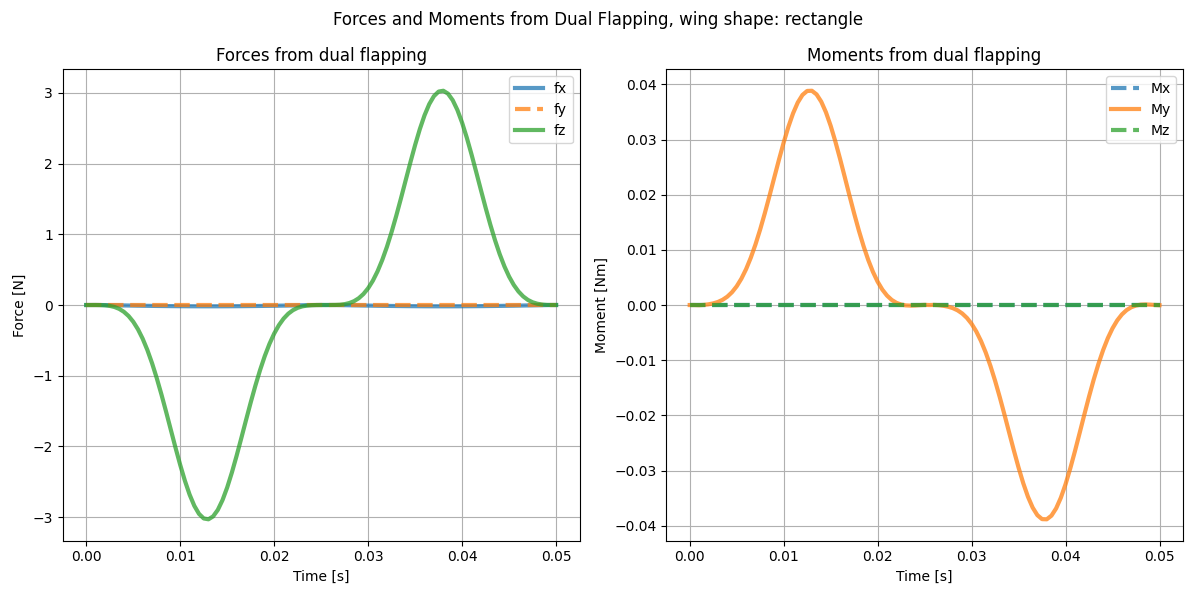 Forces and Moments from Dual Flapping, wing shape: rectangle
Forces from dual flapping
3
2
1
0
−1
−2
−3
Force [N]
0.00 0.01 0.02 0.03 0.04 0.05
Time [s]
fx
fy
fz
Moments from dual flapping
0.04
0.03
0.02
0.01
0.00
−0.01
−0.02
−0.03
−0.04
Moment [Nm]
0.00 0.01 0.02 0.03 0.04 0.05
Time [s]
Mx
My
Mz